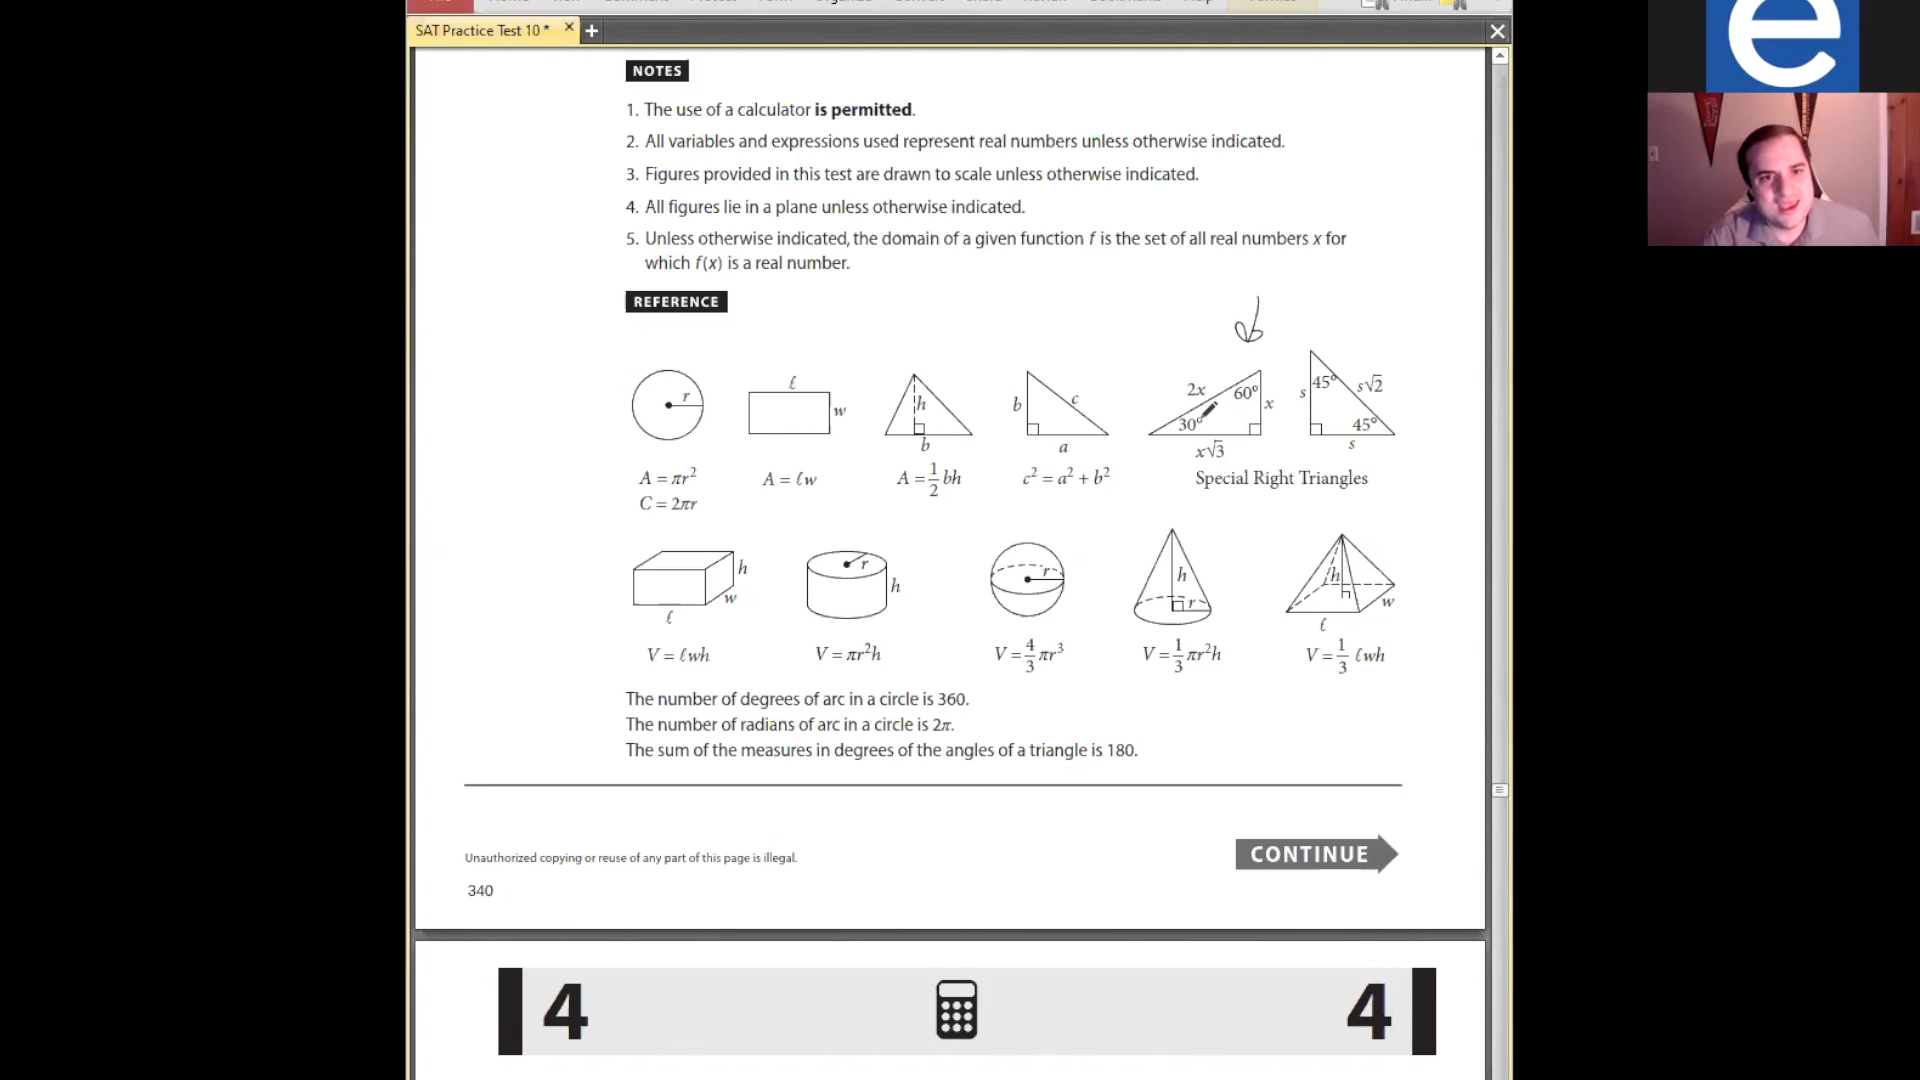 SAT Practice Test 10 *
NOTES
1. The use of a calculator is permitted.
2. All variables and expressions used represent real numbers unless otherwise indicated.
3. Figures provided in this test are drawn to scale unless otherwise indicated.
4. All figures lie in a plane unless otherwise indicated.
5. Unless otherwise indicated, the domain of a given function f is the set of all real numbers x for
which f(x) is a real number.
REFERENCE
r
ℓ
w
h
b
b
c
a
2x
60°
x
30°
x√3
s
45°
s√2
45°
s
A = πr²
C = 2πr
A = ℓw
A = 1/2 bh
c² = a² + b²
Special Right Triangles
h
w
ℓ
r
h
r
h
r
h
w
ℓ
V = ℓwh
V = πr²h
V = 4/3 πr³
V = 1/3 πr²h
V = 1/3 ℓwh
The number of degrees of arc in a circle is 360.
The number of radians of arc in a circle is 2π.
The sum of the measures in degrees of the angles of a triangle is 180.
Unauthorized copying or reuse of any part of this page is illegal.
CONTINUE
340
4
4
e